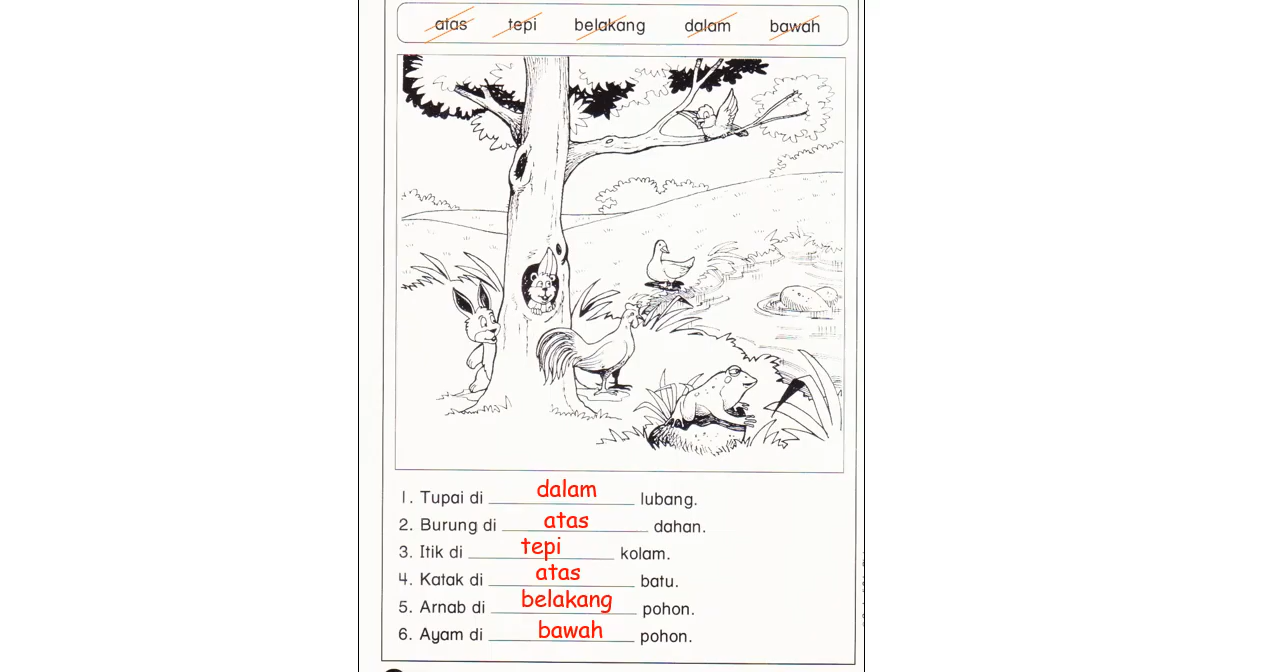 atas tepi belakang dalam bawah
1. Tupai di dalam lubang.
2. Burung di atas dahan.
3. Itik di tepi kolam.
4. Katak di atas batu.
5. Arnab di belakang pohon.
6. Ayam di bawah pohon.